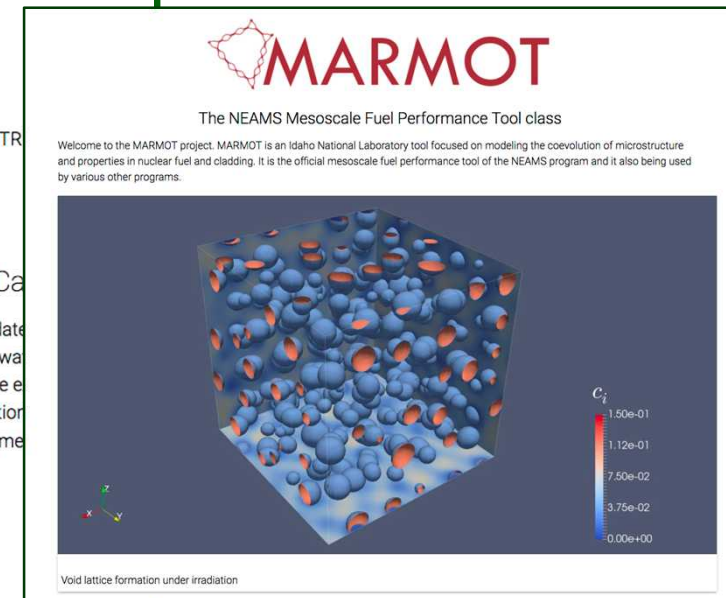 MARMOT
The NEAMS Mesoscale Fuel Performance Tool class
Welcome to the MARMOT project. MARMOT is an Idaho National Laboratory tool focused on modeling the coevolution of microstructure
and properties in nuclear fuel and cladding. It is the official mesoscale fuel performance tool of the NEAMS program and it also being used
by various other programs.
c_i
1.50e-01
1.12e-01
7.50e-02
3.75e-02
0.00e+00
Z
X
Y
Void lattice formation under irradiation